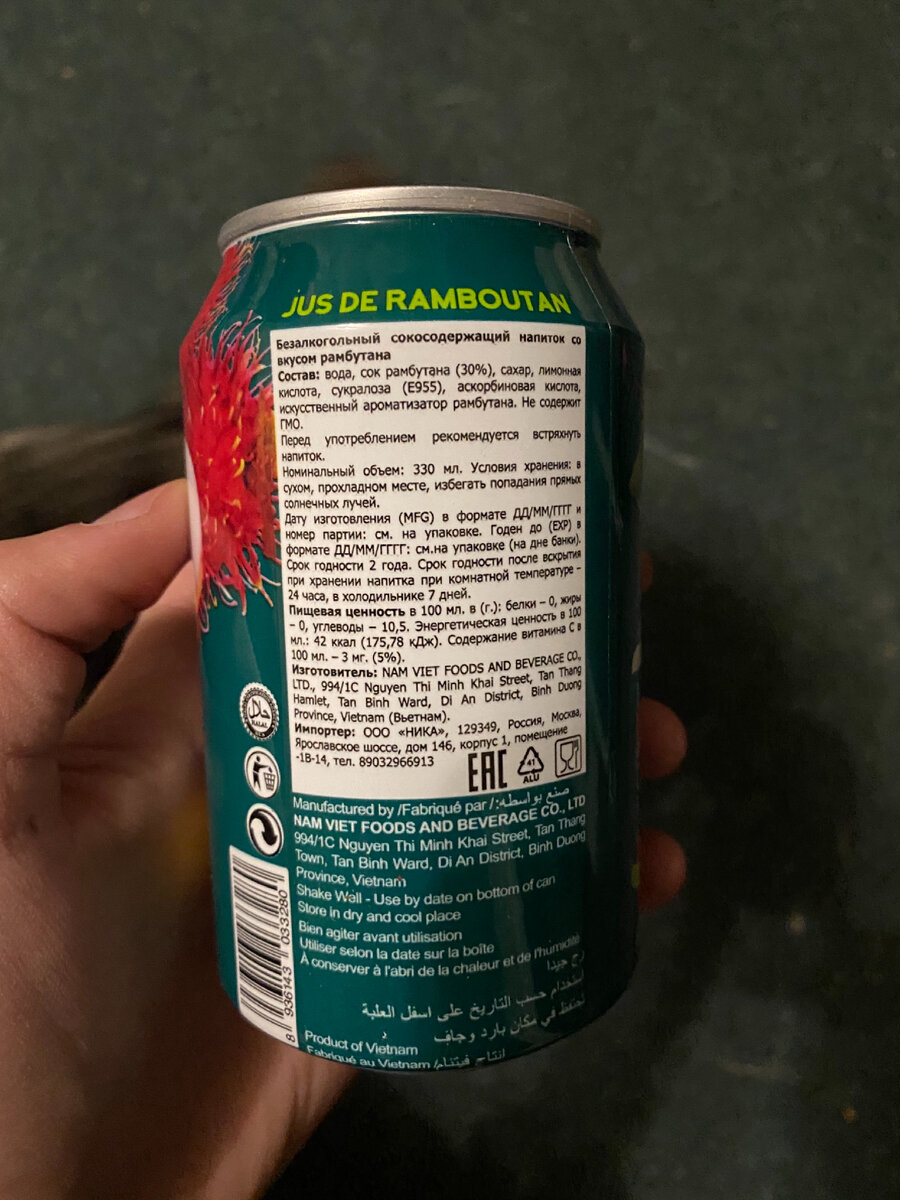 JUS DE RAMBOUTAN
Безалкогольный сокосодержащий напиток со
вкусом рамбутана
Состав: вода, сок рамбутана (30%), сахар, лимонная
кислота, сукралоза (Е955), аскорбиновая кислота,
искусственный ароматизатор рамбутана. Не содержит
ГМО.
Перед употреблением рекомендуется встряхнуть
напиток.
Номинальный объем: 330 мл. Условия хранения: в
сухом, прохладном месте, избегать попадания прямых
солнечных лучей.
Дату изготовления (MFG) в формате ДД/ММ/ГГГГ и
номер партии: см. на упаковке. Годен до (EXP) в
формате ДД/ММ/ГГГГ: см.на упаковке (на дне банки).
Срок годности 2 года. Срок годности после вскрытия
при хранении напитка при комнатной температуре –
24 часа, в холодильнике 7 дней.
Пищевая ценность в 100 мл. в (г.): белки – 0, жиры
– 0, углеводы – 10,5. Энергетическая ценность в 100
мл.: 42 ккал (175,78 кДж). Содержание витамина С в
100 мл. – 3 мг. (5%).
Изготовитель: NAM VIET FOODS AND BEVERAGE CO.,
LTD., 994/1C Nguyen Thi Minh Khai Street, Tan Thang
Hamlet, Tan Binh Ward, Di An District, Binh Duong
Province, Vietnam (Вьетнам).
Импортер: ООО «НИКА», 129349, Россия, Москва,
Ярославское шоссе, дом 146, корпус 1, помещение
-1В-14, тел. 89032966913
EAC
41
ALU
حلال
HALAL
Manufactured by /Fabriqué par /صنع بواسطه:
NAM VIET FOODS AND BEVERAGE CO., LTD
994/1C Nguyen Thi Minh Khai Street, Tan Thang
Town, Tan Binh Ward, Di An District, Binh Duong
Province, Vietnam
Shake Well - Use by date on bottom of can
Store in dry and cool place
Bien agiter avant utilisation
Utiliser selon la date sur la boîte
À conserver à l'abri de la chaleur et de l'humidité
رج جيدا
استخدام حسب التاريخ على اسفل العلبة
تحتفظ في مكان بارد وجاف
Product of Vietnam
Fabriqué au Vietnam /انتاج فيتنام
8 936143 033280